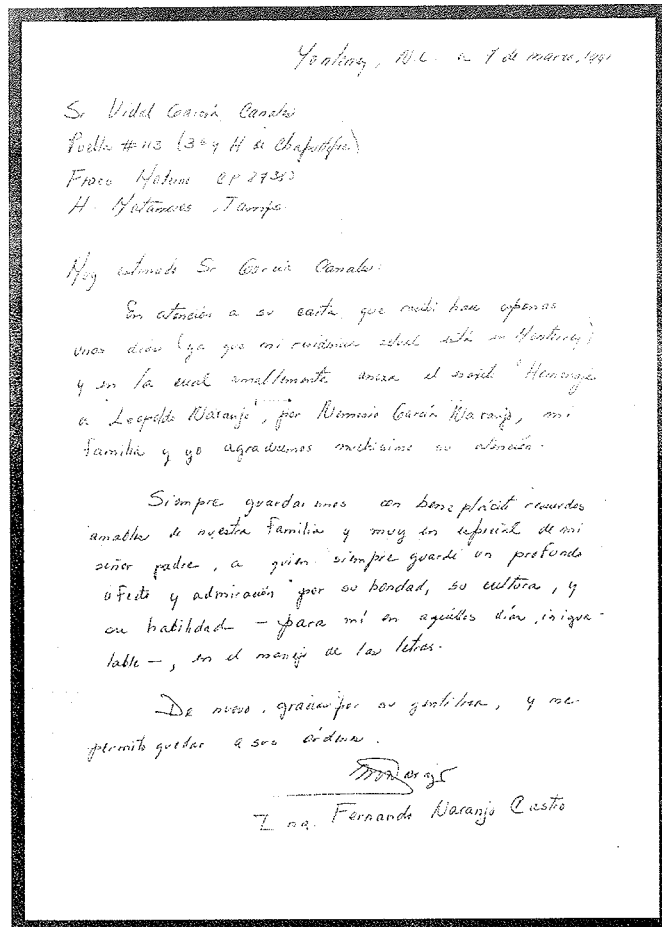 Monterrey, N.L. a 7 de marzo, 1991
Sr Vidal García Canales
Puebla #113 (3a y H de Chapultepec)
Fracc Moderno CP 87380
H. Matamoros, Tamps.
Muy estimado Sr García Canales:
En atención a su carta, que recibí hace apenas
unos días (ya que mi residencia actual está en Monterrey)
y en la cual amablemente anexa el escrito "Homenaje
a Leopoldo Naranjo", por Nemesio García Naranjo, mi
familia y yo agradecemos muchísimo su atención.
Siempre guardaremos con beneplácito recuerdos
amables de nuestra familia y muy en especial de mi
señor padre, a quien siempre guardé un profundo
afecto y admiración por su bondad, su cultura, y
su habilidad – para mí en aquellos días, inigua-
lable –, en el manejo de las letras.
De nuevo, gracias por su gentileza, y me
permito quedar a sus órdenes.
Ing. Fernando Naranjo Castro